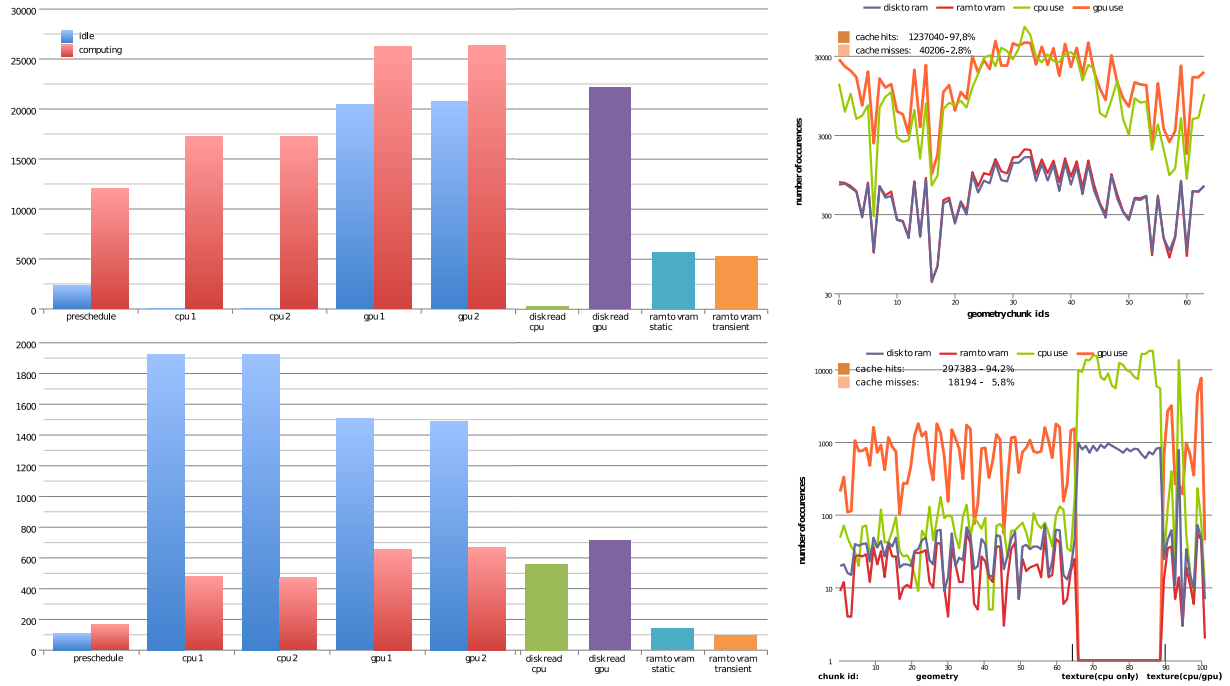 30000
25000
20000
15000
10000
5000
0
idle
computing
preschedule cpu 1 cpu 2 gpu 1 gpu 2 disk read cpu disk read gpu ram to vram static ram to vram transient
disk to ram ram to vram cpu use gpu use
cache hits: 1237040-97,8%
cache misses: 40206-2,8%
number of occurences
30000
3000
300
30
0 10 20 30 40 50 60
geometry chunk ids
2000
1800
1600
1400
1200
1000
800
600
400
200
0
preschedule cpu 1 cpu 2 gpu 1 gpu 2 disk read cpu disk read gpu ram to vram static ram to vram transient
disk to ram ram to vram cpu use gpu use
cache hits: 297383 - 94.2%
cache misses: 18194 - 5,8%
number of occurences
10000
1000
100
10
1
10 20 30 40 50 60 70 80 90 100
chunk id: geometry texture(cpu only) texture(cpu/gpu)